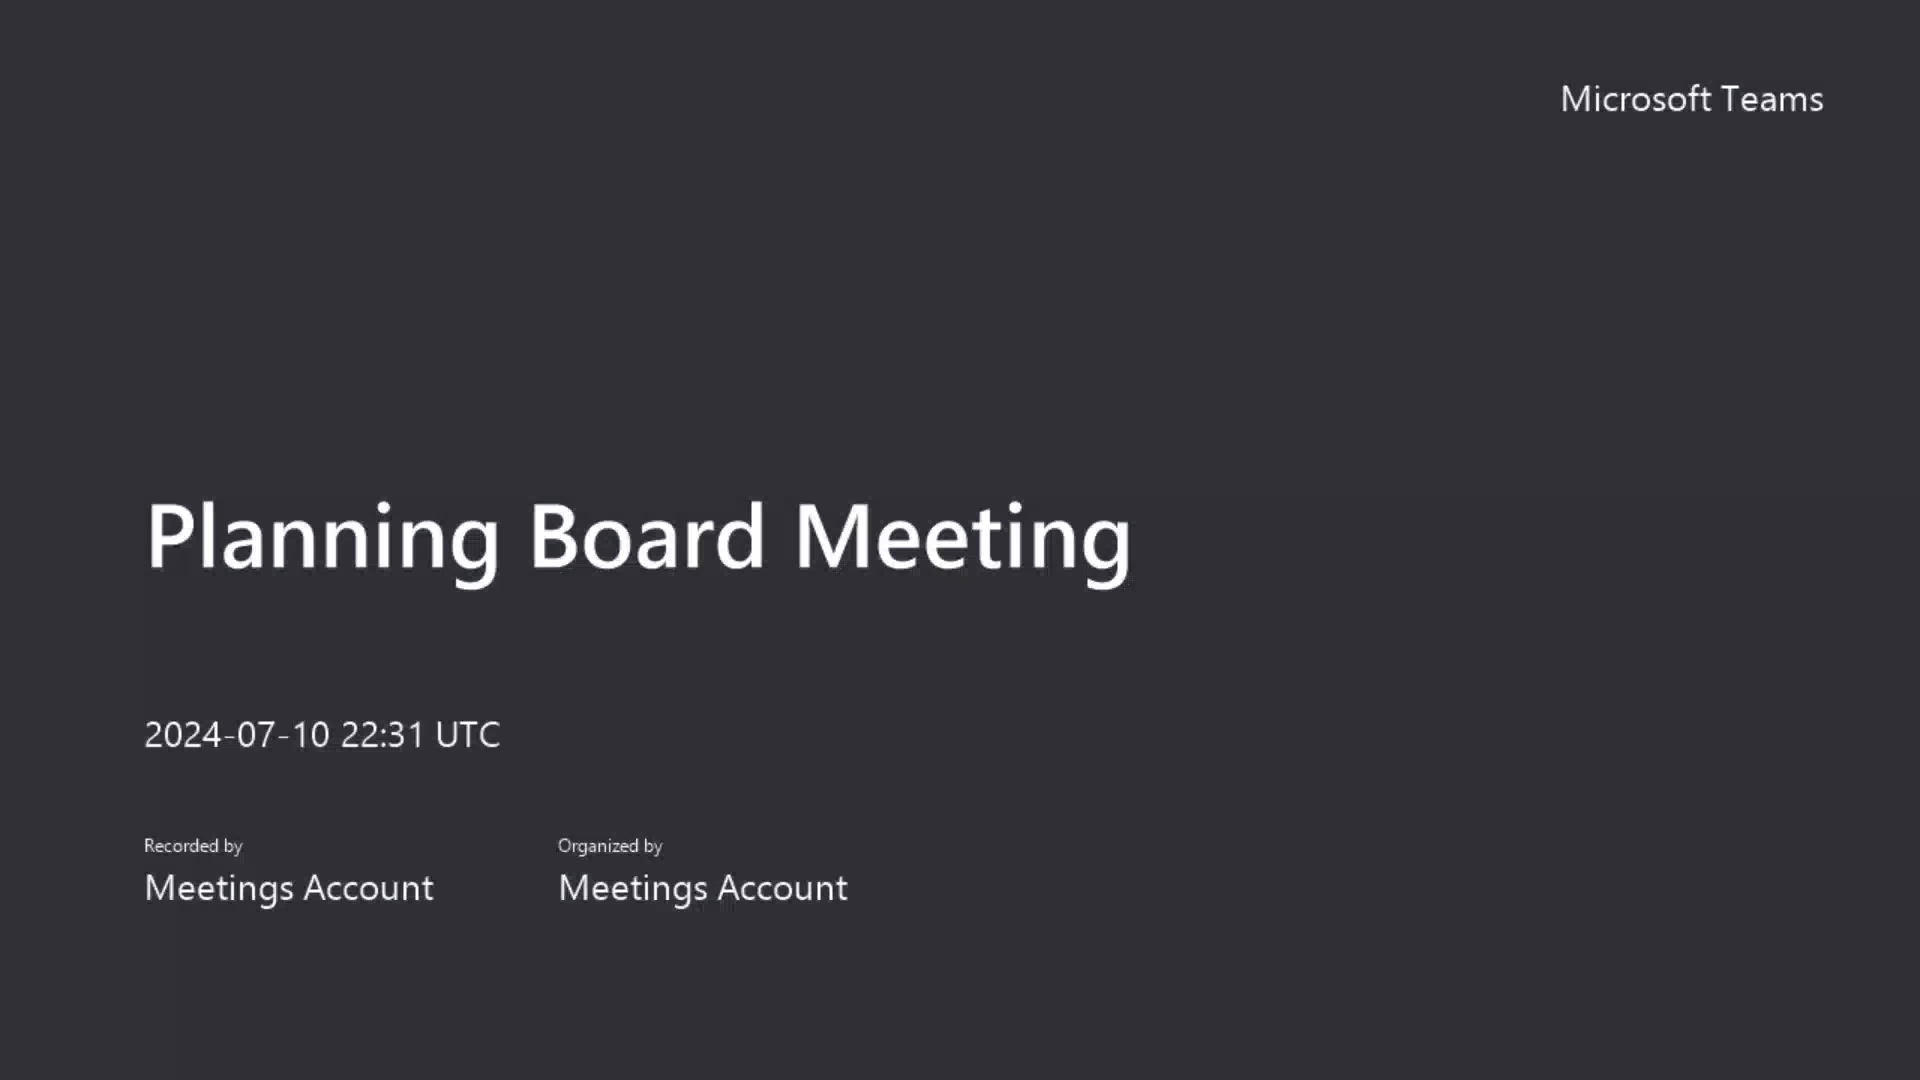 Microsoft Teams
Planning Board Meeting
2024-07-10 22:31 UTC
Recorded by
Meetings Account
Organized by
Meetings Account